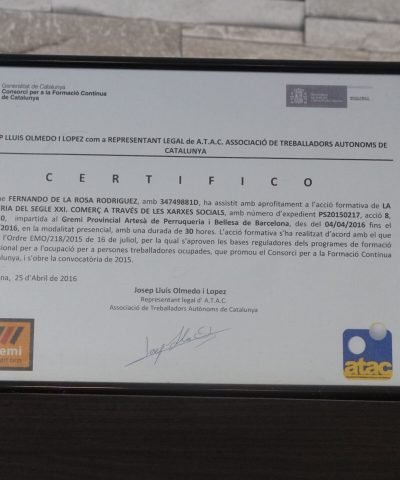 Generalitat de Catalunya
Consorci per a la Formació Contínua
de Catalunya
P LLUIS OLMEDO I LOPEZ com a REPRESENTANT LEGAL de A.T.A.C. ASSOCIACIÓ DE TREBALLADORS AUTONOMS DE
CATALUNYA
C E R T I F I C O
e FERNANDO DE LA ROSA RODRIGUEZ, amb 34749881D, ha assistit amb aprofitament a l'acció formativa de LA
RIA DEL SEGLE XXI. COMERÇ A TRAVÉS DE LES XARXES SOCIALS, amb número d'expedient PS20150217, acció 8,
0, impartida al Gremi Provincial Artesà de Perruqueria i Bellesa de Barcelona, des del 04/04/2016 fins el
/2016, en la modalitat presencial, amb una durada de 30 hores. L'acció formativa s'ha realitzat d'acord amb el que
l'Ordre EMO/218/2015 de 16 de juliol, per la qual s'aproven les bases reguladores dels programes de formació
sional per a l'ocupació per a persones treballadores ocupades, que promou el Consorci per a la Formació Contínua
lunya, i s'obre la convocatòria de 2015.
na, 25 d'Abril de 2016
Josep Lluis Olmedo i Lopez
Representant legal d' A.T.A.C
Associació de Treballadors Autònoms de Catalunya
emi
atac